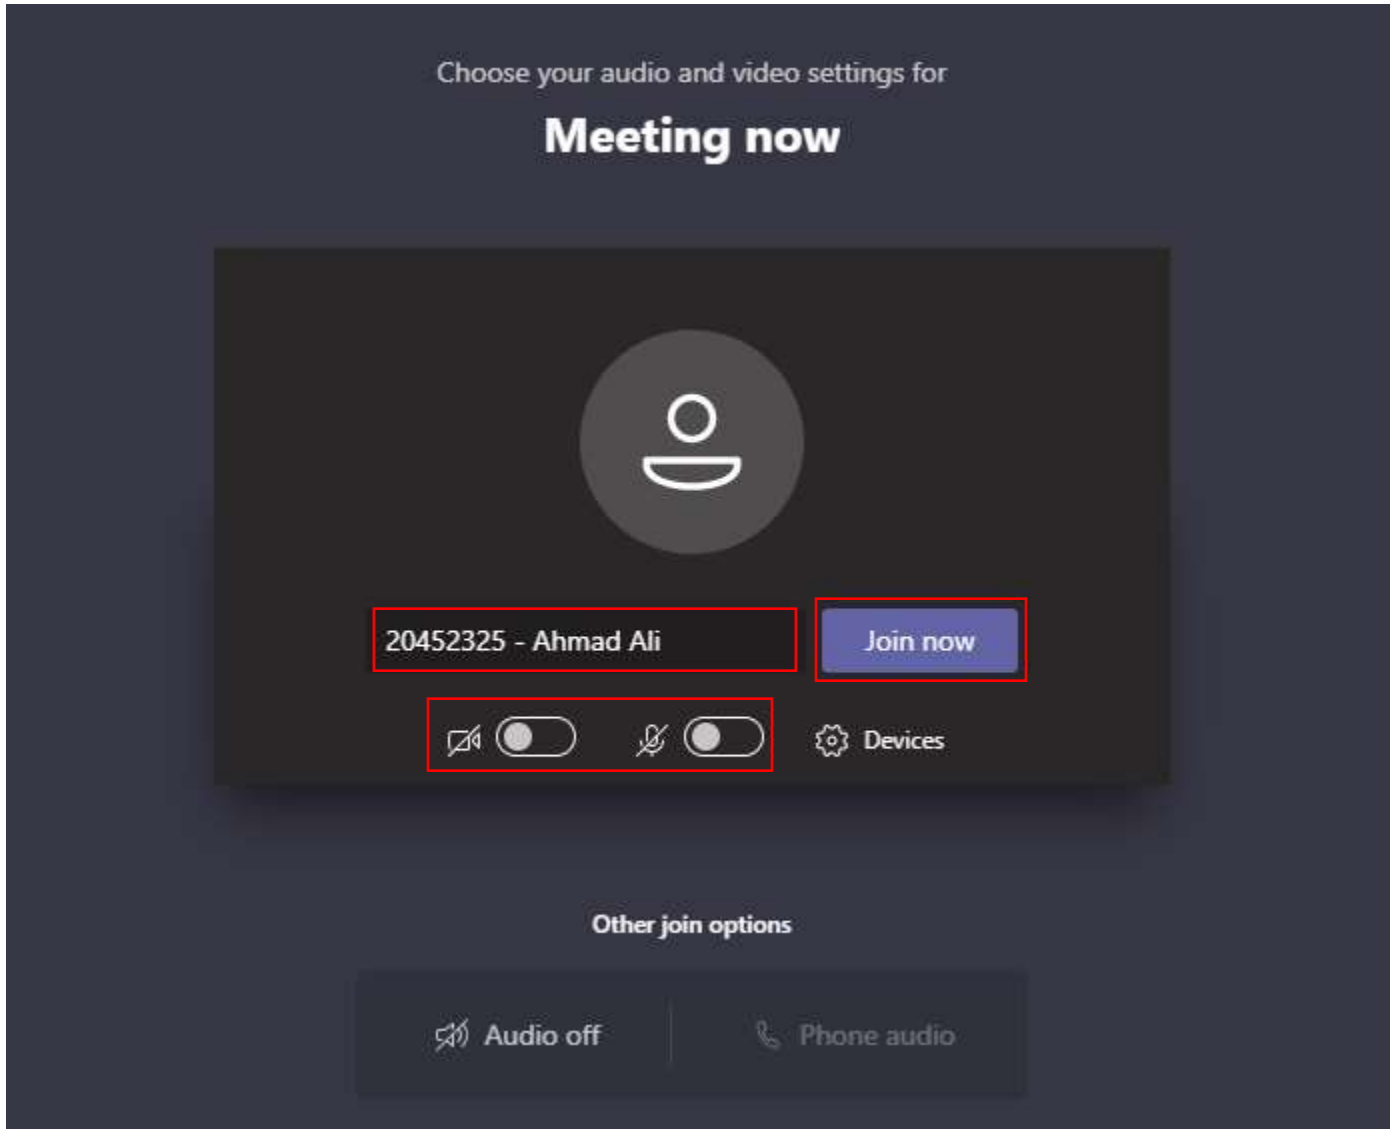 Choose your audio and video settings for
Meeting now
20452325 - Ahmad Ali
Join now
Devices
Other join options
Audio off
Phone audio